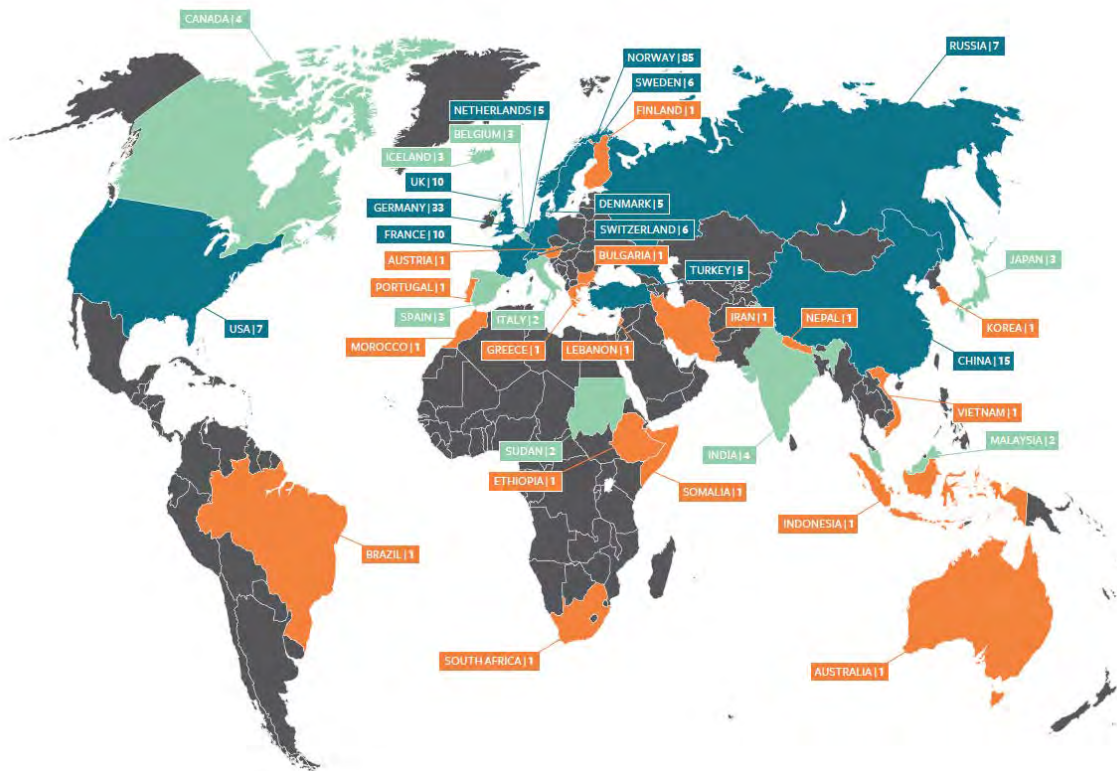 CANADA | 4
NORWAY | 85
RUSSIA | 7
SWEDEN | 6
NETHERLANDS | 5
FINLAND | 1
BELGIUM | 3
ICELAND | 3
UK | 10
GERMANY | 33
DENMARK | 5
FRANCE | 10
SWITZERLAND | 6
AUSTRIA | 1
BULGARIA | 1
JAPAN | 3
TURKEY | 5
PORTUGAL | 1
SPAIN | 3
ITALY | 2
IRAN | 1
NEPAL | 1
USA | 7
KOREA | 1
MOROCCO | 1
GREECE | 1
LEBANON | 1
CHINA | 15
VIETNAM | 1
SUDAN | 2
INDIA | 4
MALAYSIA | 2
ETHIOPIA | 1
SOMALIA | 1
INDONESIA | 1
BRAZIL | 1
SOUTH AFRICA | 1
AUSTRALIA | 1